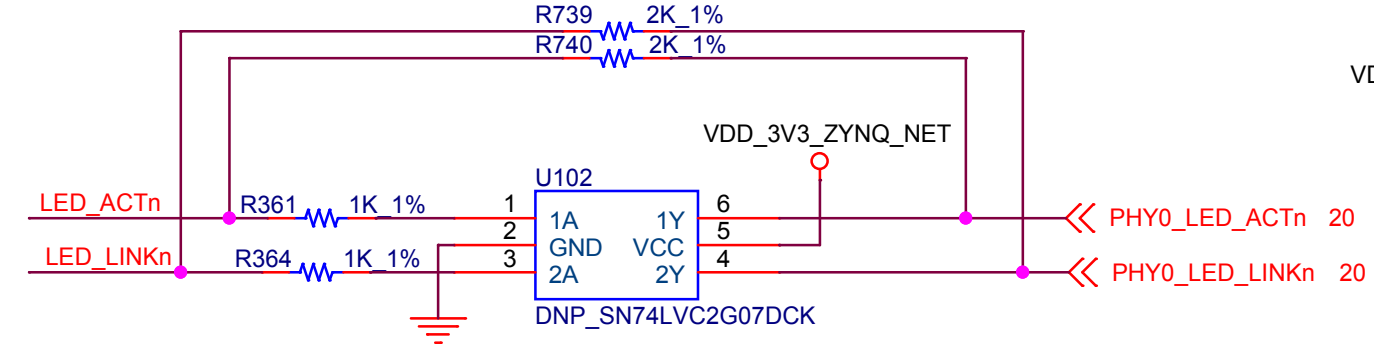 R739 2K_1%
R740 2K_1%
VD
VDD_3V3_ZYNQ_NET
U102
LED_ACTn R361 1K_1% 1 1A 1Y 6 PHY0_LED_ACTn 20
2 GND VCC 5
LED_LINKn R364 1K_1% 3 2A 2Y 4 PHY0_LED_LINKn 20
DNP_SN74LVC2G07DCK